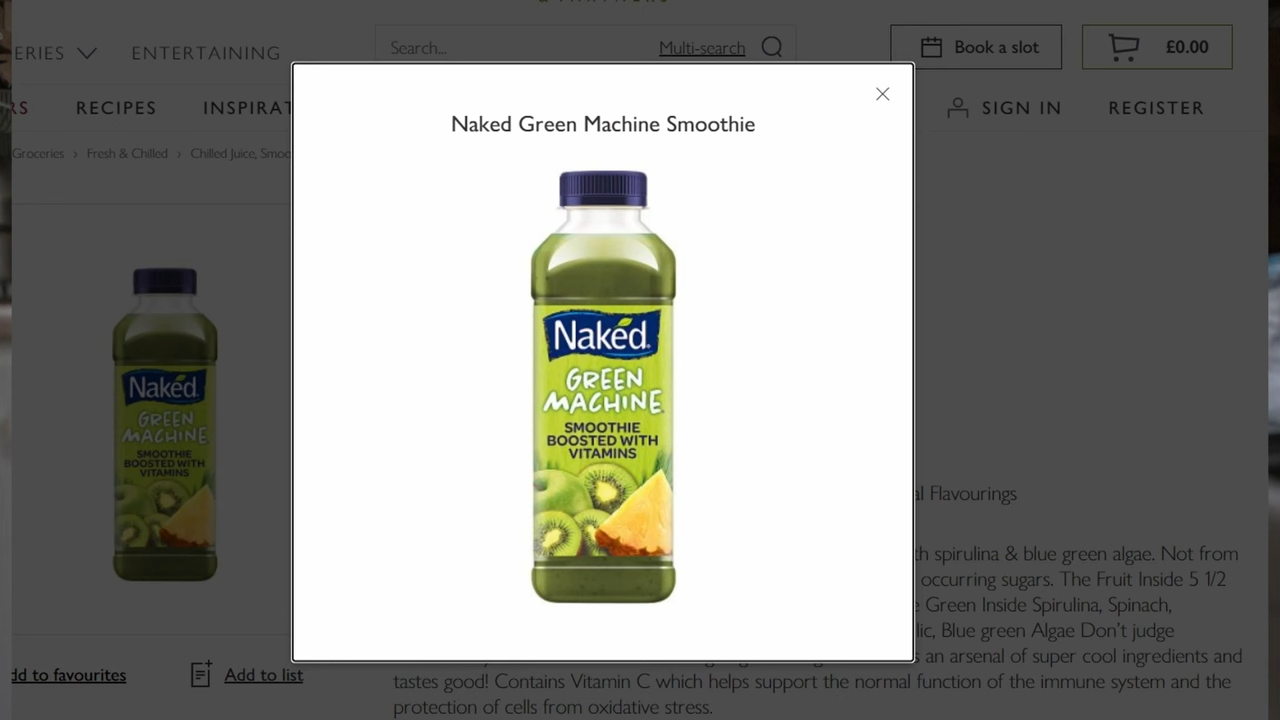 ERIES
ENTERTAINING
Search...
Multi-search
Book a slot
£0.00
RS
RECIPES
INSPIRAT
SIGN IN
REGISTER
Groceries › Fresh & Chilled › Chilled Juice, Smoo
Naked Green Machine Smoothie
Naked
GREEN
MACHINE
SMOOTHIE
BOOSTED WITH
VITAMINS
Naked
GREEN
MACHINE
SMOOTHIE
BOOSTED WITH
VITAMINS
al Flavourings
th spirulina & blue green algae. Not from
occurring sugars. The Fruit Inside 5 1/2
e Green Inside Spirulina, Spinach,
lic, Blue green Algae Don't judge
s an arsenal of super cool ingredients and
tastes good! Contains Vitamin C which helps support the normal function of the immune system and the
protection of cells from oxidative stress.
dd to favourites
Add to list